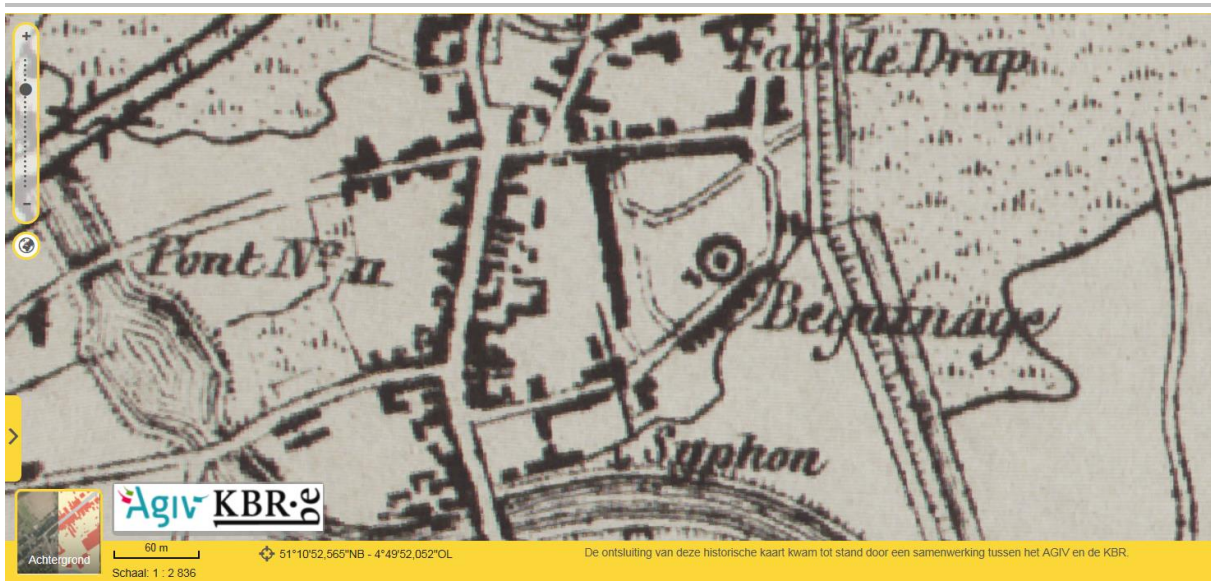 Fab. de Drap
Pont No. 11
Beguinage
Syphon
Agiv KBR.be
Achtergrond
60 m
Schaal: 1 : 2 836
51°10'52,565"NB - 4°49'52,052"OL
De ontsluiting van deze historische kaart kwam tot stand door een samenwerking tussen het AGIV en de KBR.